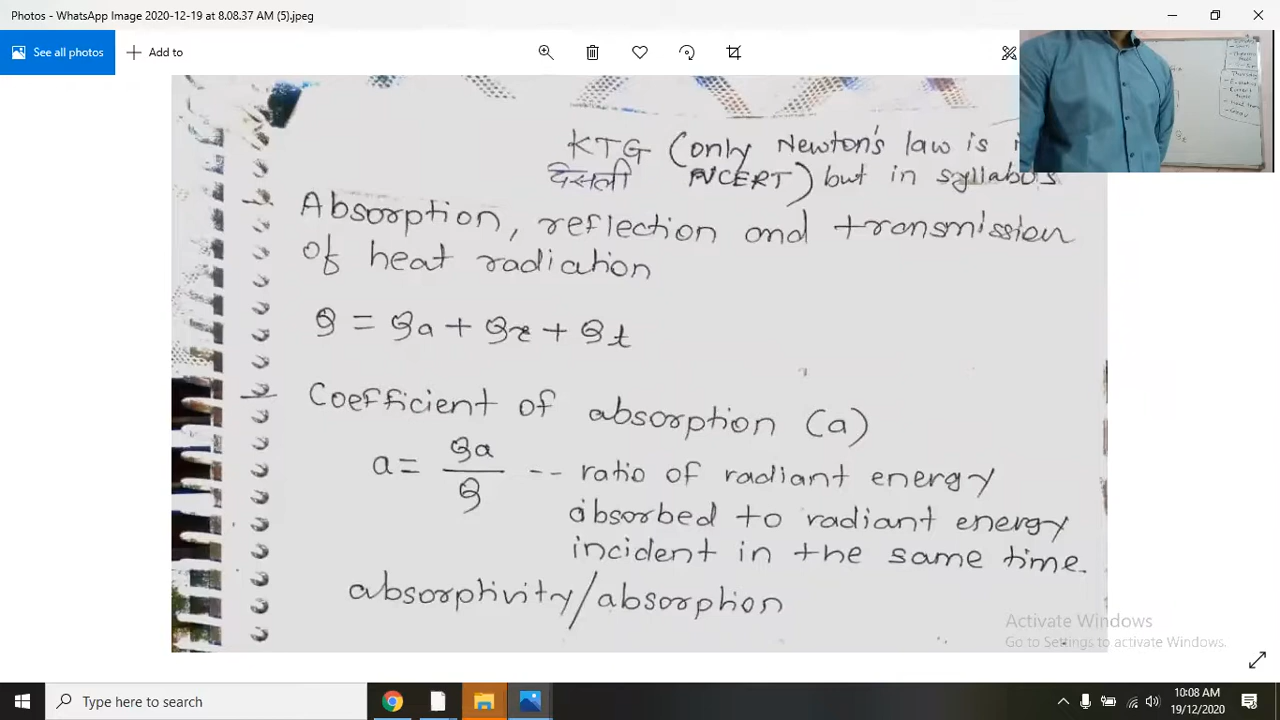 Photos - WhatsApp Image 2020-12-19 at 8.08.37 AM (5).jpeg
See all photos
Add to
KTG (only Newton's law is
वेसली NCERT) but in syllabus
Absorption, reflection and transmission
of heat radiation
Q = Qa + Qr + Qt
Coefficient of absorption (a)
a = Qa/Q -- ratio of radiant energy
absorbed to radiant energy
incident in the same time.
absorptivity/absorption
Activate Windows
Go to Settings to activate Windows.
Type here to search
10:08 AM
19/12/2020